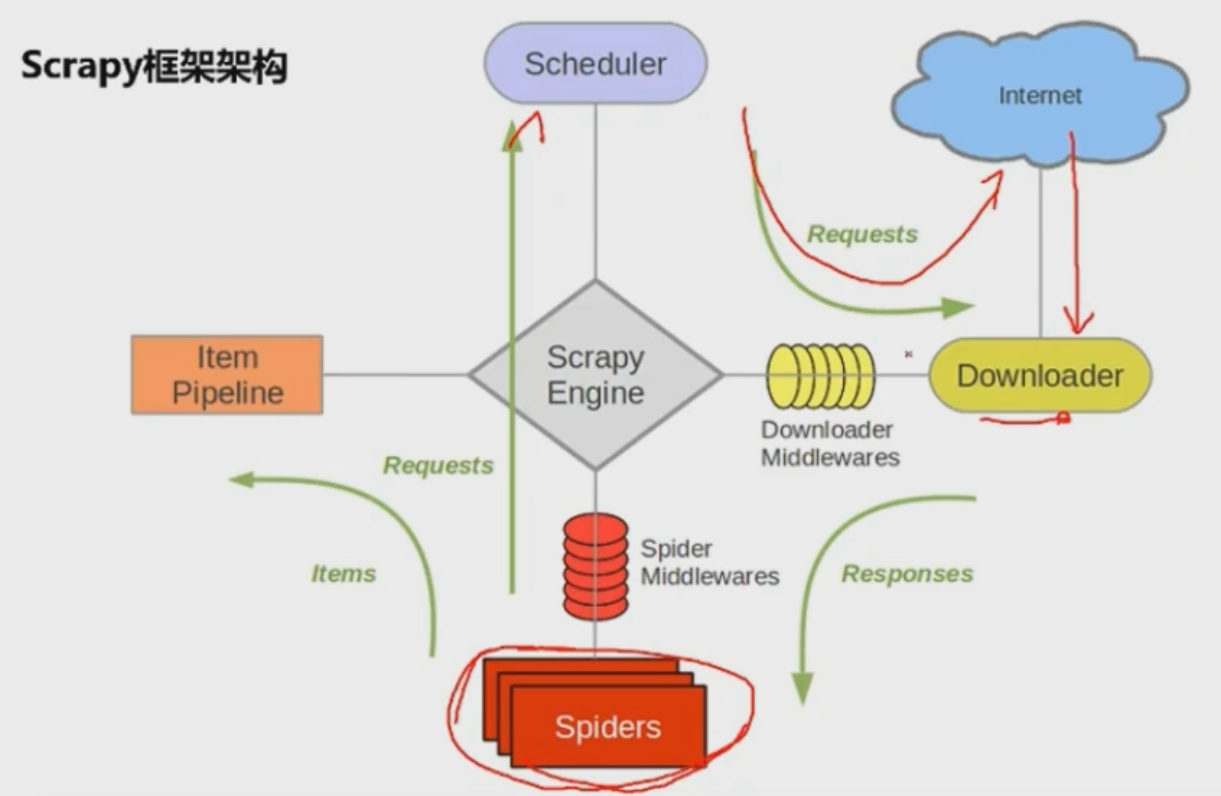 Scrapy框架架构
Scheduler
Internet
Requests
Item
Pipeline
Scrapy
Engine
Downloader
Downloader
Middlewares
Requests
Items
Spider
Middlewares
Responses
Spiders